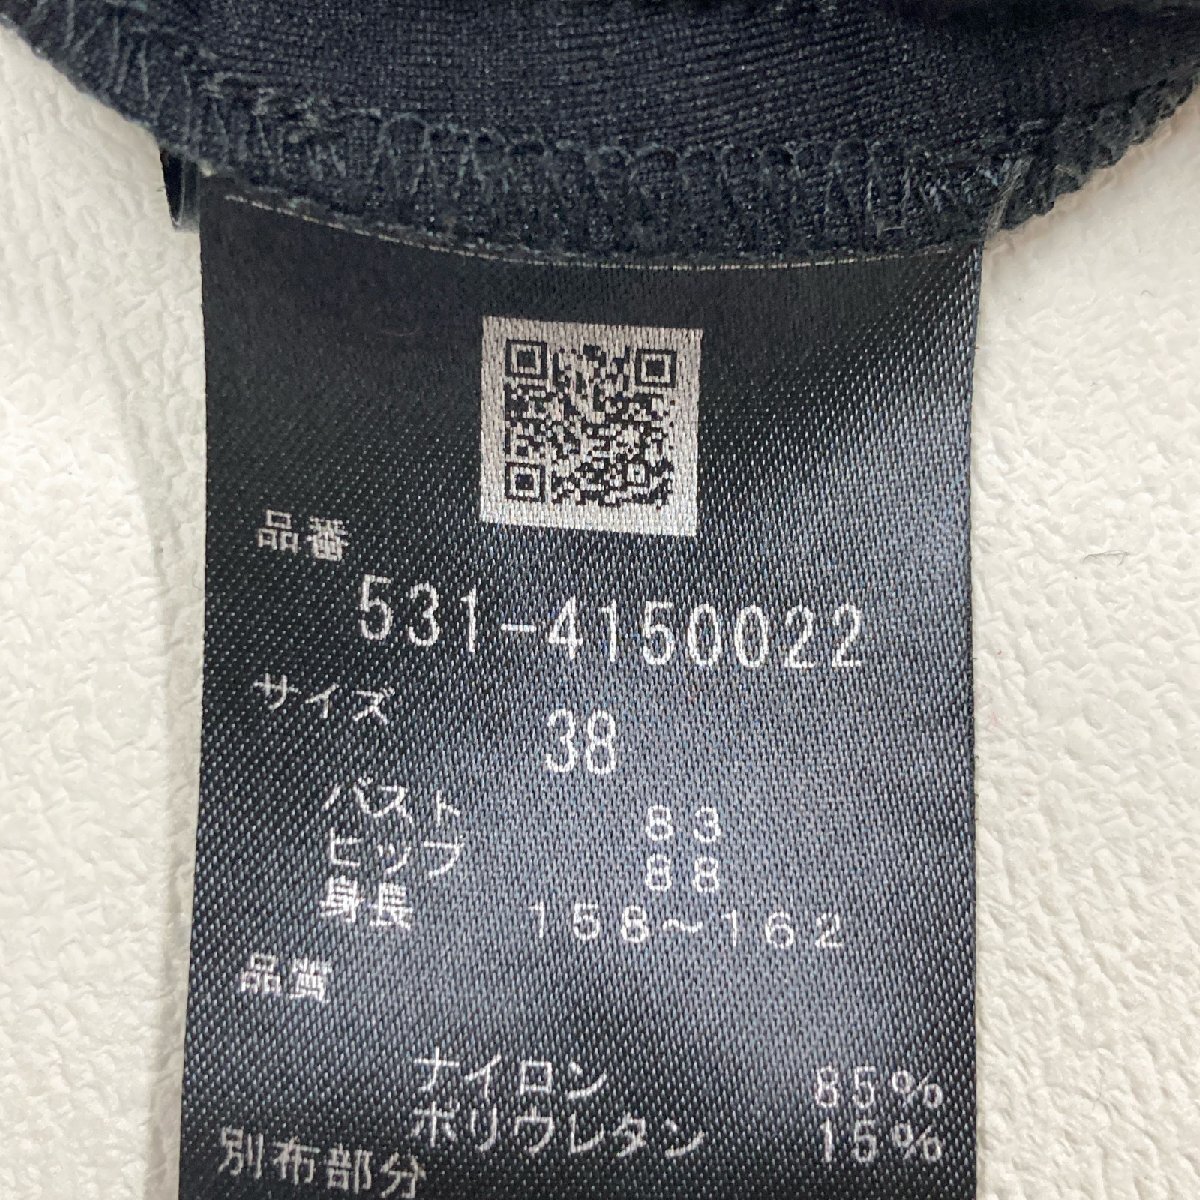 品番
531-4150022
サイズ
38
バスト 83
ヒップ 88
身長 158～162
品質
ナイロン 85%
ポリウレタン 15%
別布部分